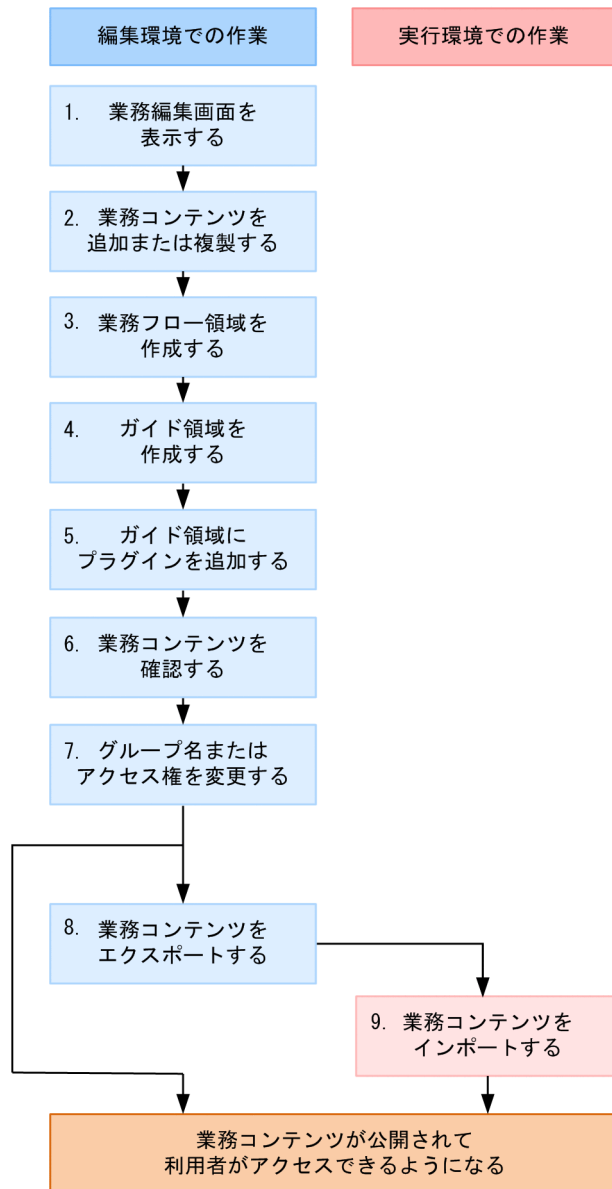 編集環境での作業
実行環境での作業
1. 業務編集画面を
表示する
2. 業務コンテンツを
追加または複製する
3. 業務フロー領域を
作成する
4. ガイド領域を
作成する
5. ガイド領域に
プラグインを追加する
6. 業務コンテンツを
確認する
7. グループ名または
アクセス権を変更する
8. 業務コンテンツを
エクスポートする
9. 業務コンテンツを
インポートする
業務コンテンツが公開されて
利用者がアクセスできるようになる